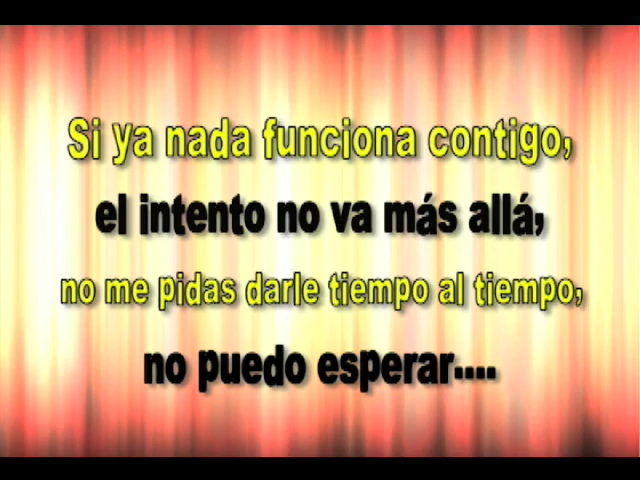 Si ya nada funciona contigo,
el intento no va más allá,
no me pidas darle tiempo al tiempo,
no puedo esperar....